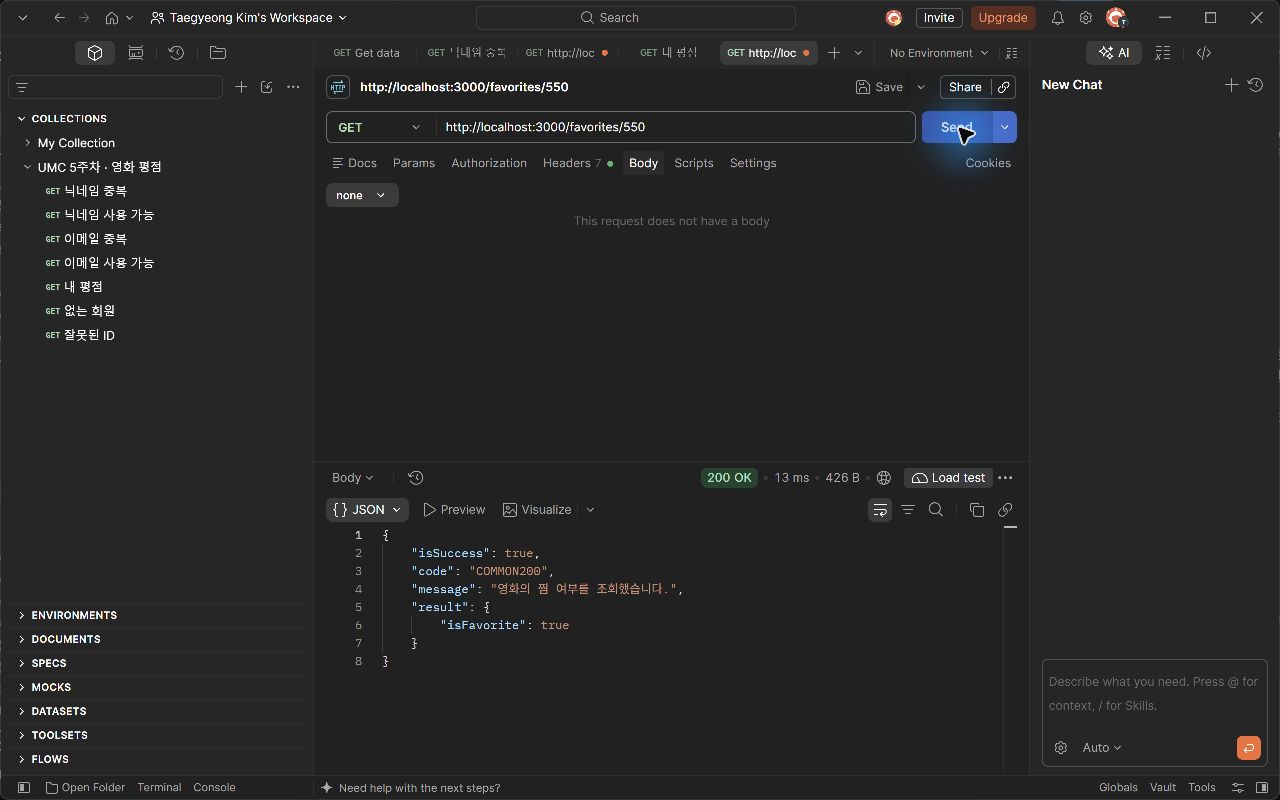 Taegyeong Kim's Workspace
Search
Invite
Upgrade
GET Get data
GET 닉네임 중복
GET http://loc
GET 내 평점
GET http://loc
No Environment
AI
HTTP http://localhost:3000/favorites/550
Save
Share
New Chat
GET
http://localhost:3000/favorites/550
Send
Docs
Params
Authorization
Headers 7
Body
Scripts
Settings
Cookies
none
This request does not have a body
COLLECTIONS
My Collection
UMC 5주차 · 영화 평점
GET 닉네임 중복
GET 닉네임 사용 가능
GET 이메일 중복
GET 이메일 사용 가능
GET 내 평점
GET 없는 회원
GET 잘못된 ID
ENVIRONMENTS
DOCUMENTS
SPECS
MOCKS
DATASETS
TOOLSETS
FLOWS
Body
200 OK
13 ms
426 B
Load test
{} JSON
Preview
Visualize
1 {
2 "isSuccess": true,
3 "code": "COMMON200",
4 "message": "영화의 찜 여부를 조회했습니다.",
5 "result": {
6 "isFavorite": true
7 }
8 }
Describe what you need. Press @ for
context, / for Skills.
Auto
Open Folder
Terminal
Console
Need help with the next steps?
Globals
Vault
Tools